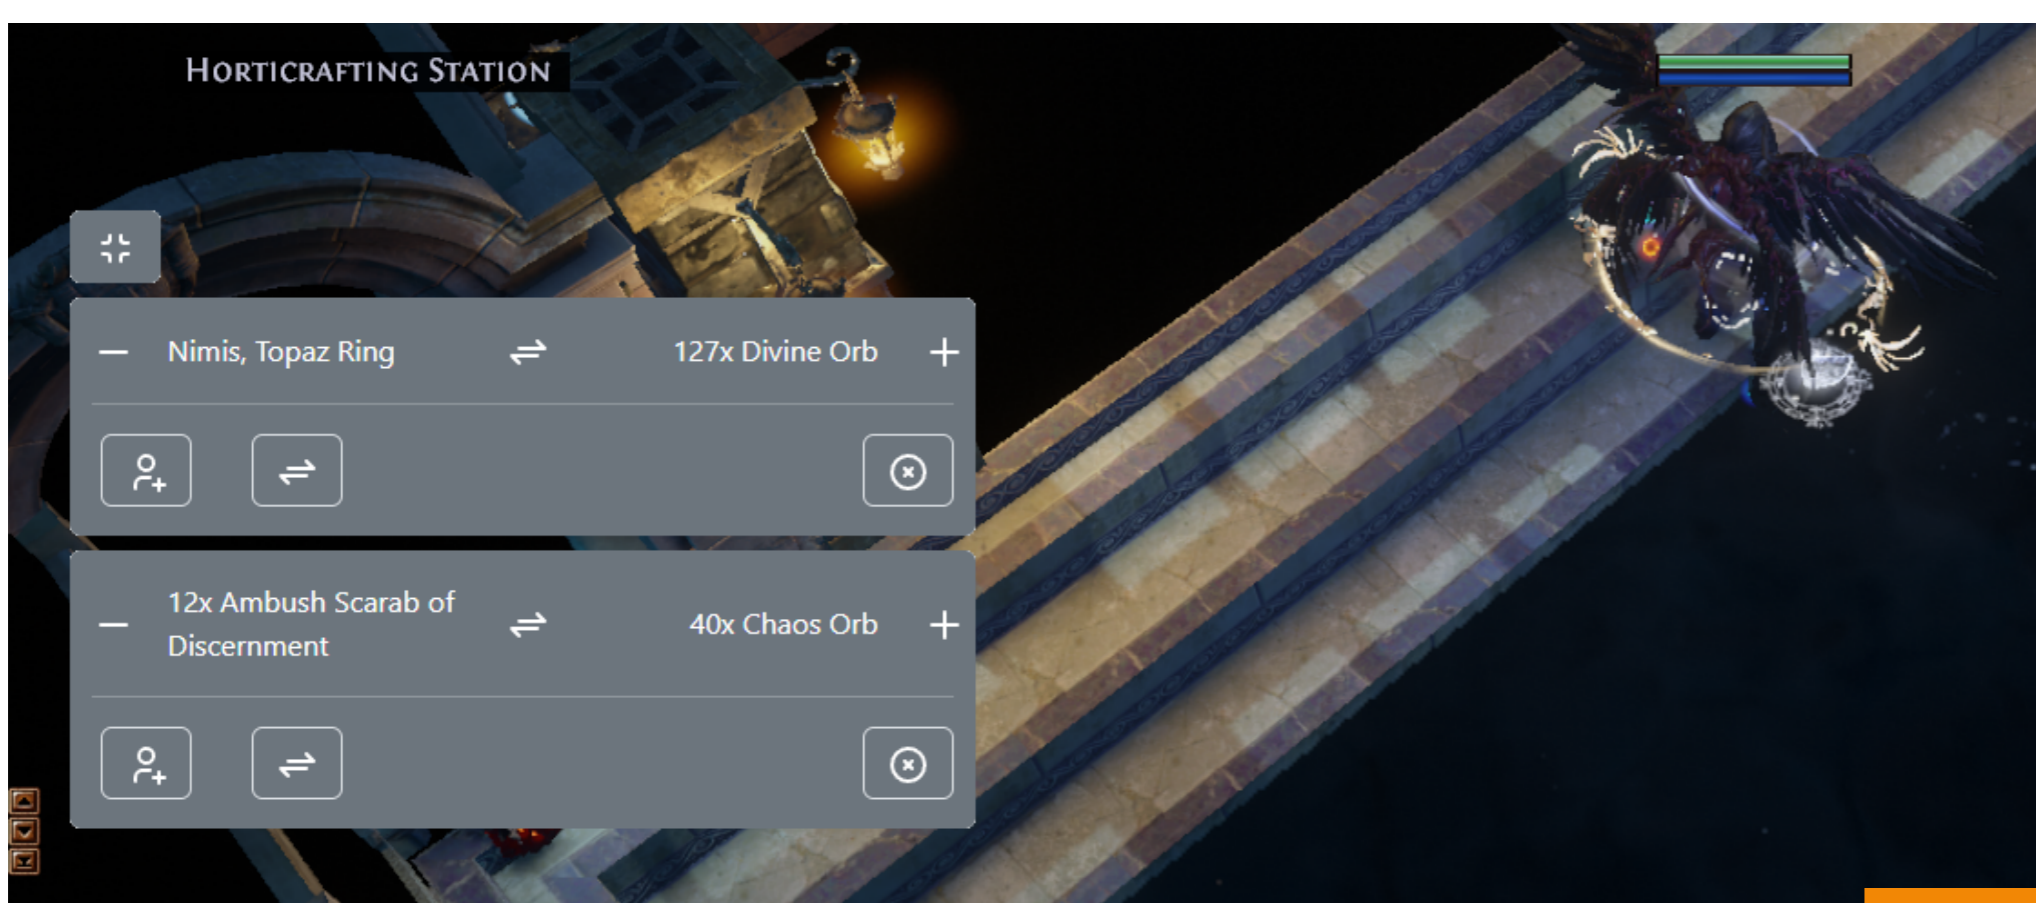 HORTICRAFTING STATION
Nimis, Topaz Ring
127x Divine Orb
12x Ambush Scarab of
Discernment
40x Chaos Orb